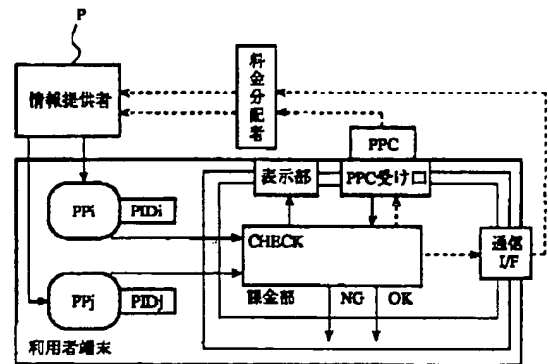 P
情報提供者
料金分配者
PPC
表示部
PPC受け口
PPi
PIDi
CHECK
通信
I/F
PPj
PIDj
課金部
NG
OK
利用者端末